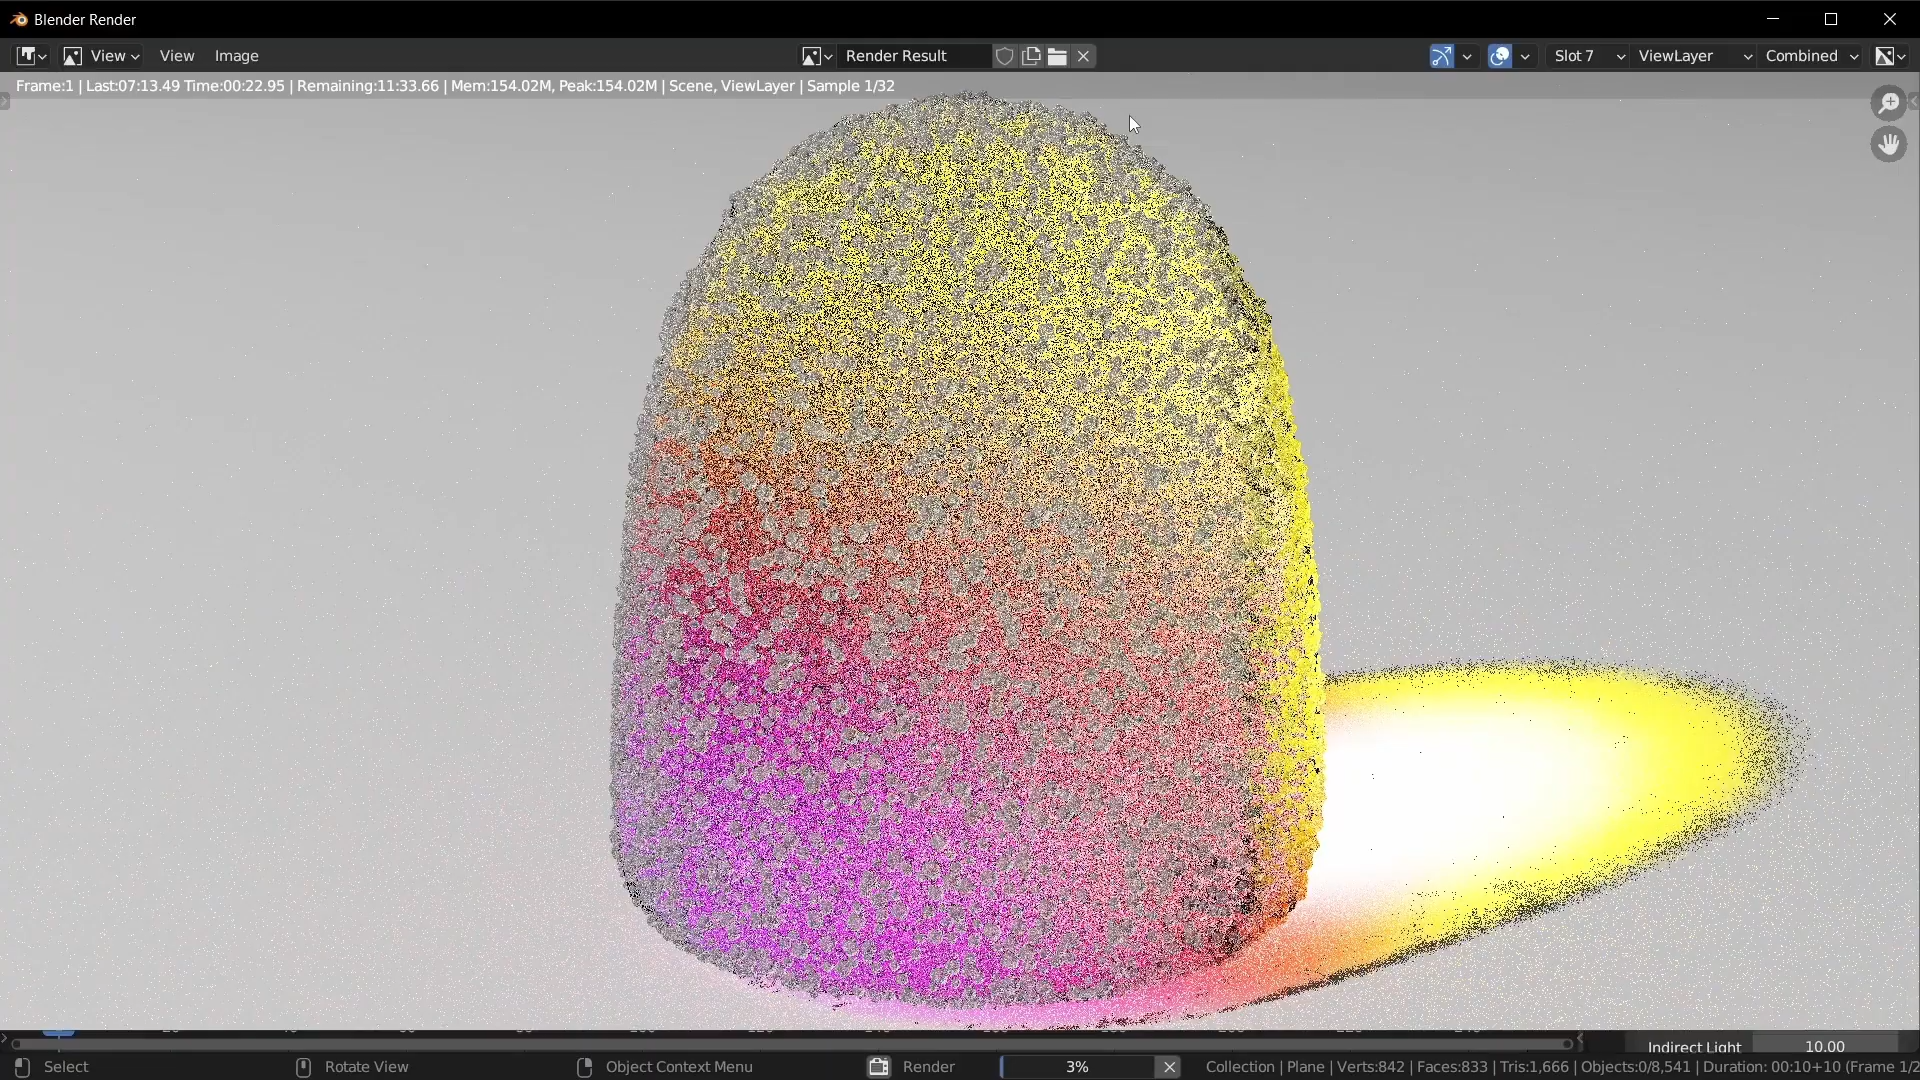 Blender Render
View View Image Render Result Slot 7 ViewLayer Combined
Frame:1 | Last:07:13.49 Time:00:22.95 | Remaining:11:33.66 | Mem:154.02M, Peak:154.02M | Scene, ViewLayer | Sample 1/32
Indirect Light 10.00
Select Rotate View Object Context Menu Render 3% Collection | Plane | Verts:842 | Faces:833 | Tris:1,666 | Objects:0/8,541 | Duration: 00:10+10 (Frame 1/2